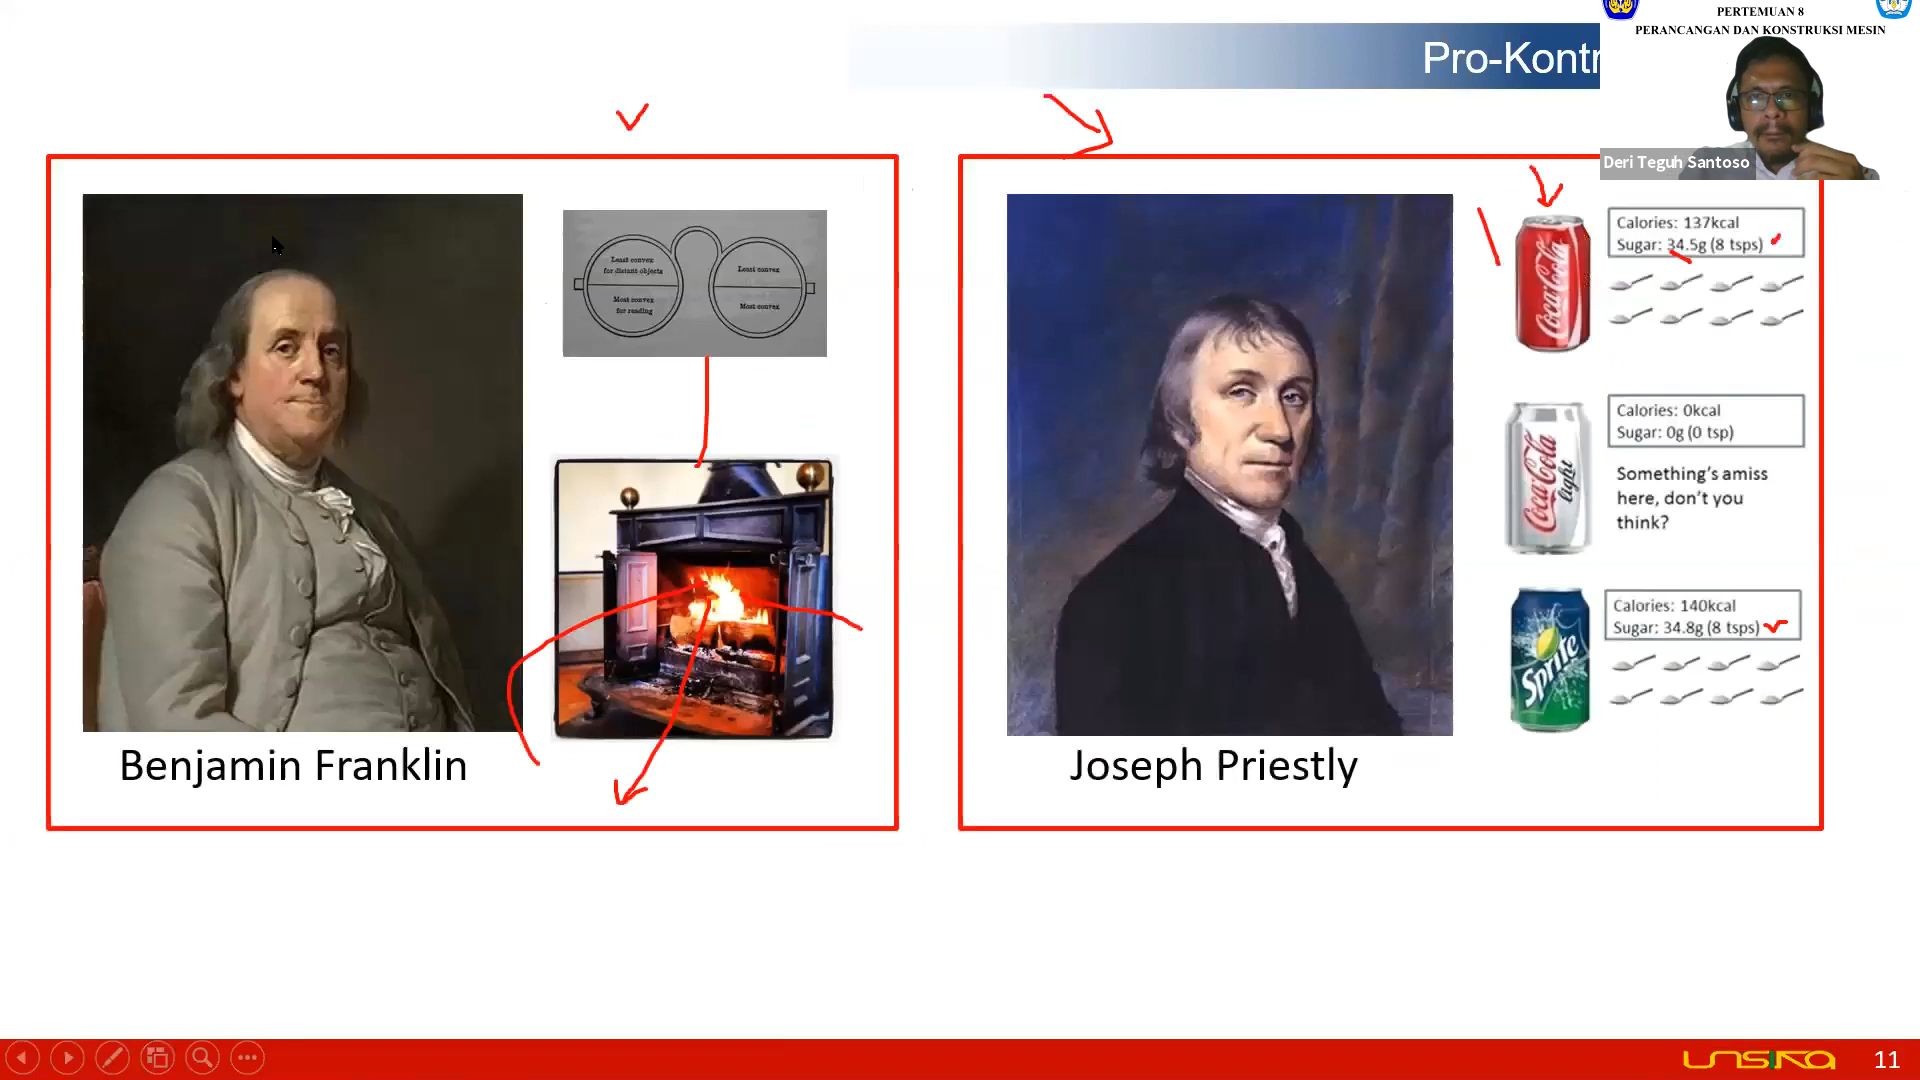 PERTEMUAN 8
PERANCANGAN DAN KONSTRUKSI MESIN
Pro-Kontr
Deri Teguh Santoso
Least convex
for distant objects
Most convex
for reading
Least convex
Most convex
Benjamin Franklin
Joseph Priestly
Coca-Cola
Calories: 137kcal
Sugar: 34.5g (8 tsps)
Coca-Cola
light
Calories: 0kcal
Sugar: 0g (0 tsp)
Something's amiss
here, don't you
think?
Sprite
Calories: 140kcal
Sugar: 34.8g (8 tsps)
unsika
11